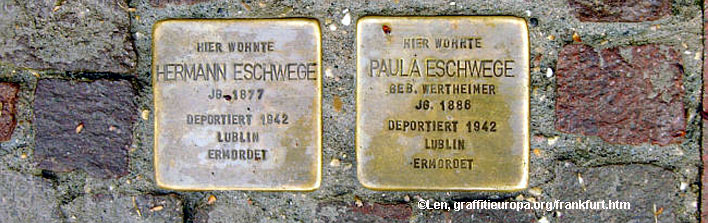 HIER WOHNTE
HERMANN ESCHWEGE
JG. 1877
DEPORTIERT 1942
LUBLIN
ERMORDET
HIER WOHNTE
PAULA ESCHWEGE
GEB. WERTHEIMER
JG. 1886
DEPORTIERT 1942
LUBLIN
ERMORDET
©Len, graffitieuropa.org/frankfurt.htm